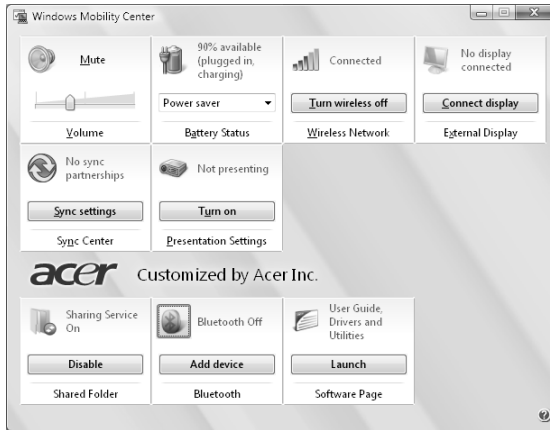 Windows Mobility Center
Mute
Volume
90% available
(plugged in,
charging)
Power saver
Battery Status
Connected
Turn wireless off
Wireless Network
No display
connected
Connect display
External Display
No sync
partnerships
Sync settings
Sync Center
Not presenting
Turn on
Presentation Settings
acer Customized by Acer Inc.
Sharing Service
On
Disable
Shared Folder
Bluetooth Off
Add device
Bluetooth
User Guide,
Drivers and
Utilities
Launch
Software Page